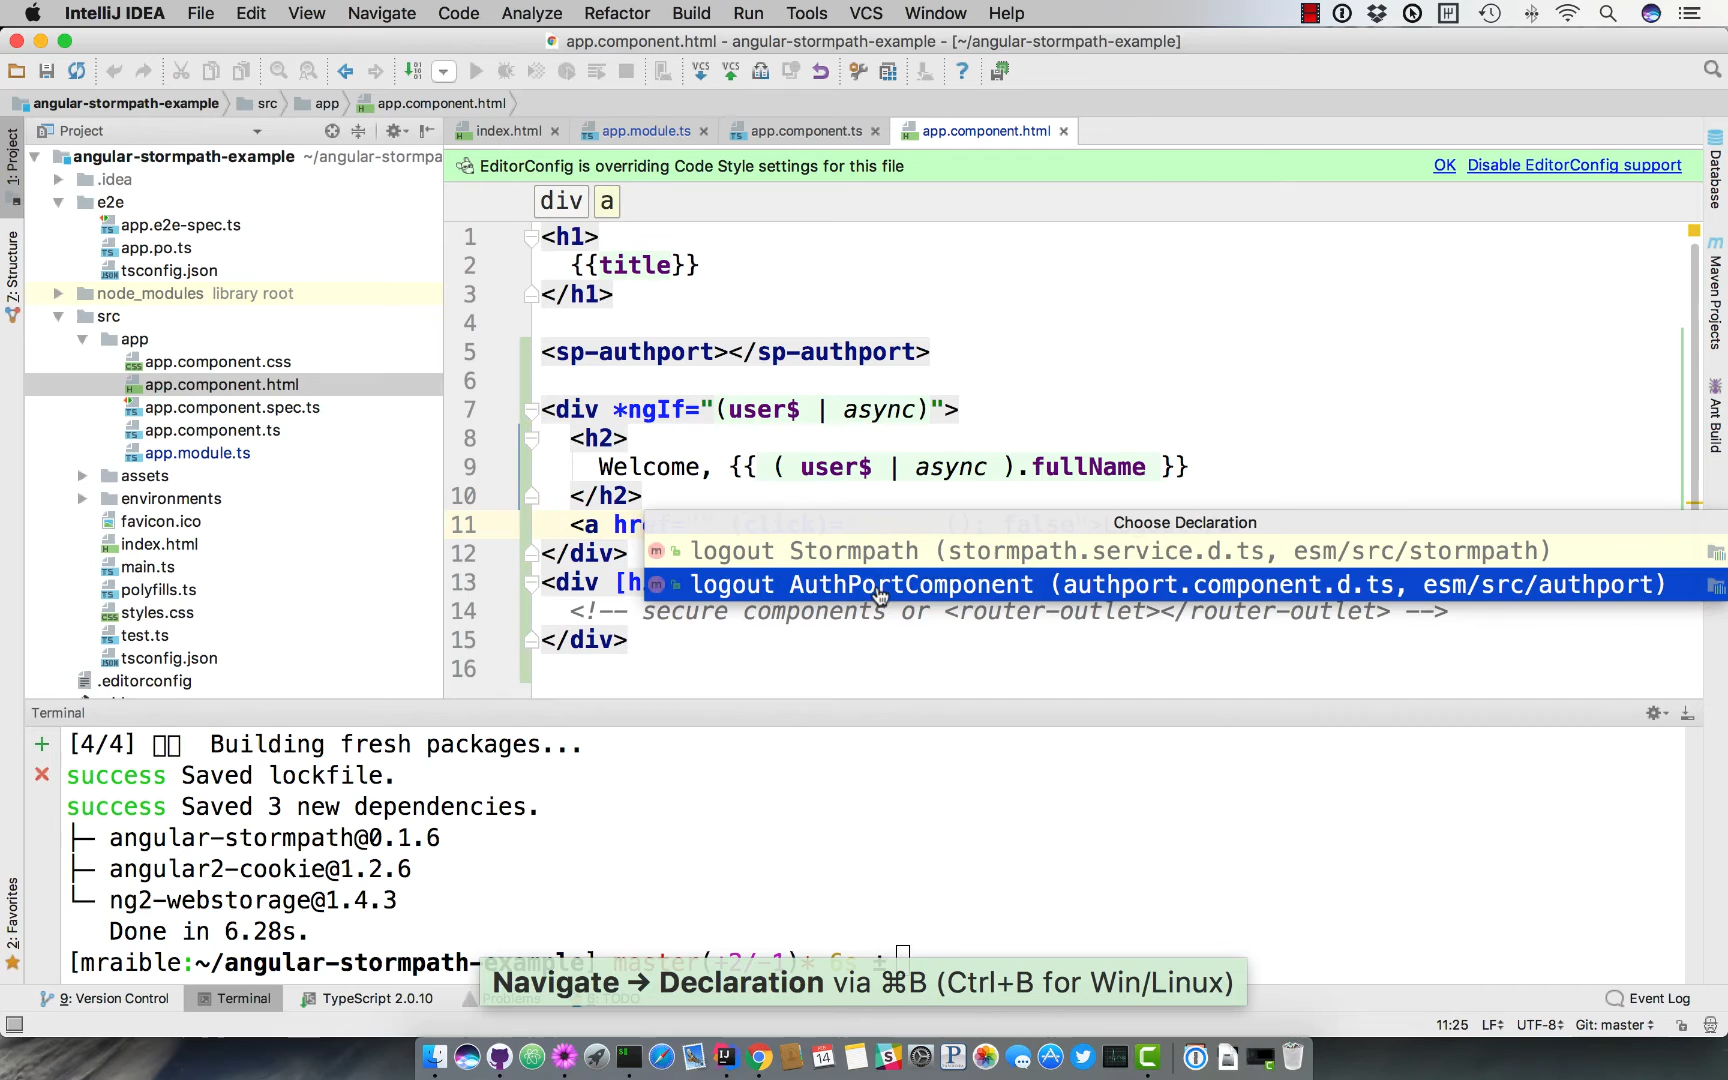 IntelliJ IDEA File Edit View Navigate Code Analyze Refactor Build Run Tools VCS Window Help
app.component.html - angular-stormpath-example - [~/angular-stormpath-example]
angular-stormpath-example src app app.component.html
Project
index.html app.module.ts app.component.ts app.component.html
1: Project
7: Structure
2: Favorites
angular-stormpath-example ~/angular-stormpa
.idea
e2e
app.e2e-spec.ts
app.po.ts
tsconfig.json
node_modules library root
src
app
app.component.css
app.component.html
app.component.spec.ts
app.component.ts
app.module.ts
assets
environments
favicon.ico
index.html
main.ts
polyfills.ts
styles.css
test.ts
tsconfig.json
.editorconfig
EditorConfig is overriding Code Style settings for this file OK Disable EditorConfig support
div a
1 <h1>
2 {{title}}
3 </h1>
4
5 <sp-authport></sp-authport>
6
7 <div *ngIf="(user$ | async)">
8 <h2>
9 Welcome, {{ ( user$ | async ).fullName }}
10 </h2>
11 <a href="" (click)=" (); false">
Choose Declaration
logout Stormpath (stormpath.service.d.ts, esm/src/stormpath)
logout AuthPortComponent (authport.component.d.ts, esm/src/authport)
12 </div>
13 <div [h
14 <!-- secure components or <router-outlet></router-outlet> -->
15 </div>
16
Database
Maven Projects
Ant Build
Terminal
[4/4] Building fresh packages...
success Saved lockfile.
success Saved 3 new dependencies.
├─ angular-stormpath@0.1.6
├─ angular2-cookie@1.2.6
└─ ng2-webstorage@1.4.3
Done in 6.28s.
[mraible:~/angular-stormpath-example] master(+2/-1)* 6s ±
Navigate → Declaration via ⌘B (Ctrl+B for Win/Linux)
9: Version Control Terminal TypeScript 2.0.10 Problems 6: TODO Event Log
11:25 LF UTF-8 Git: master
14